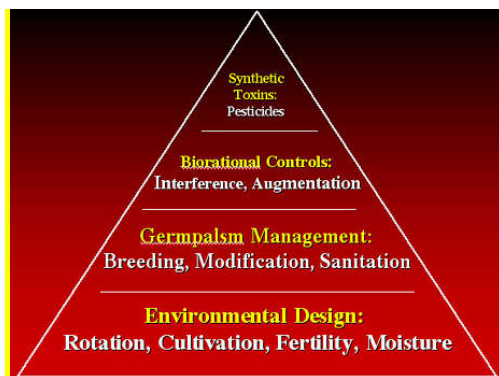 Synthetic
Toxins:
Pesticides
Biorational Controls:
Interference, Augmentation
Germpalsm Management:
Breeding, Modification, Sanitation
Environmental Design:
Rotation, Cultivation, Fertility, Moisture